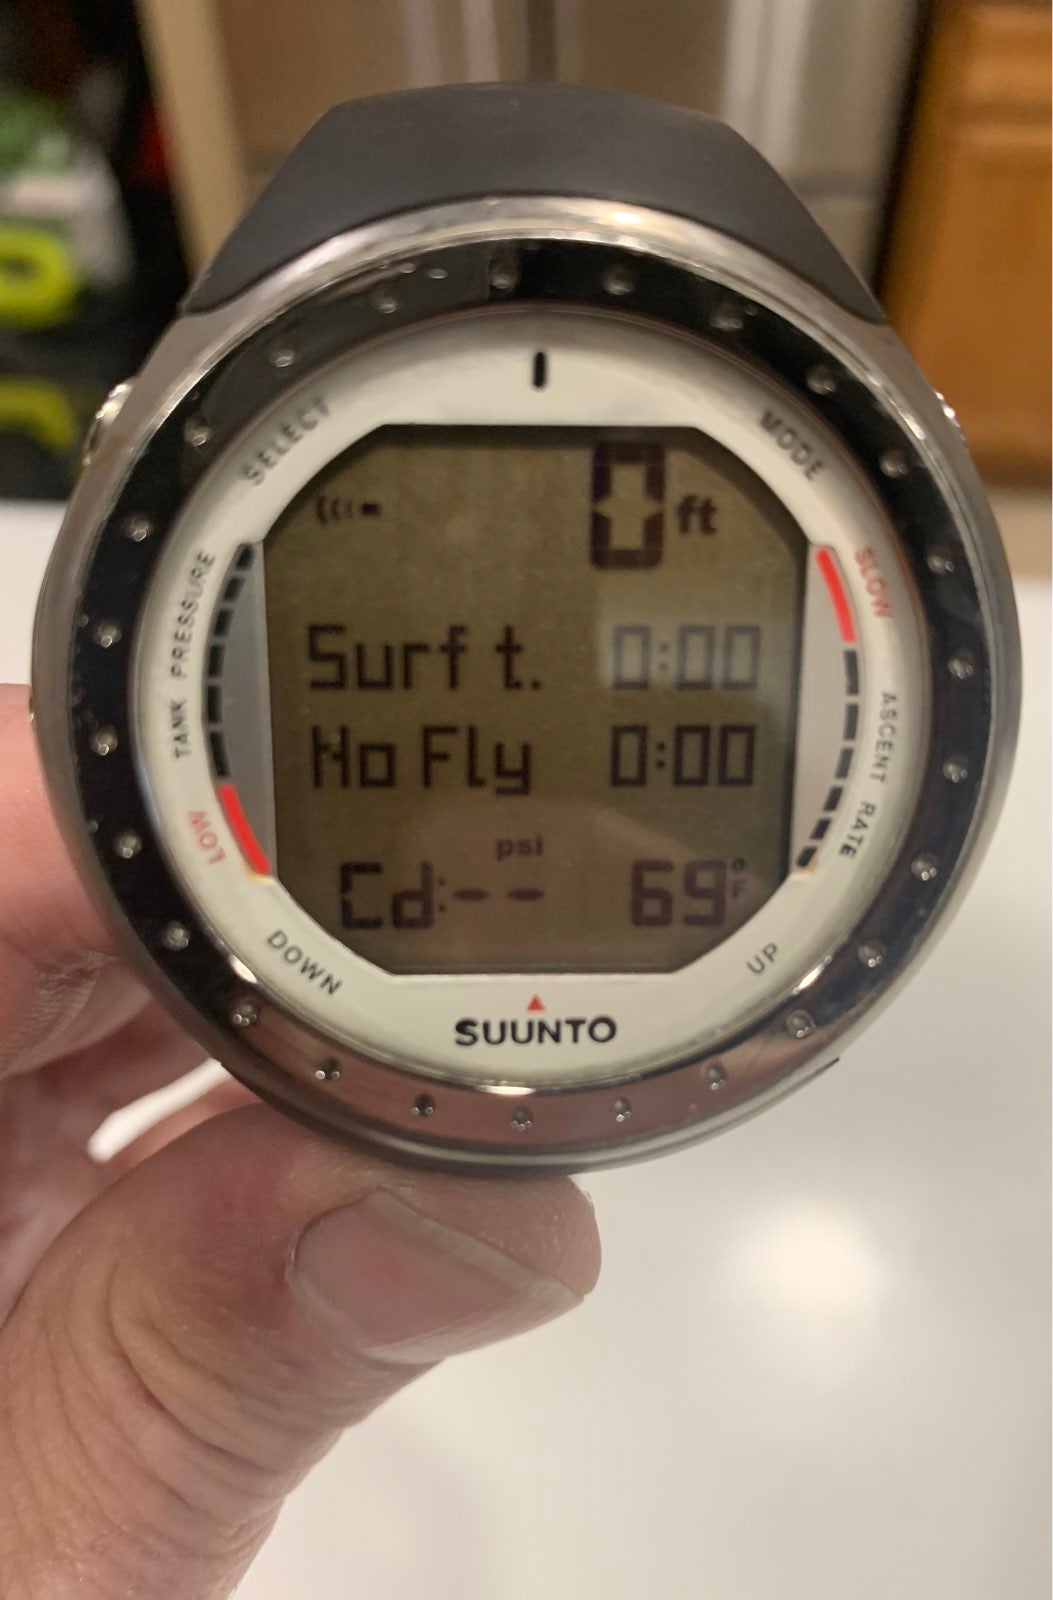 SELECT
MODE
0 ft
SLOW
TANK PRESSURE
Surf t. 0:00
No Fly 0:00
ASCENT RATE
LOW
psi
Cd:-- 69°F
DOWN
UP
SUUNTO